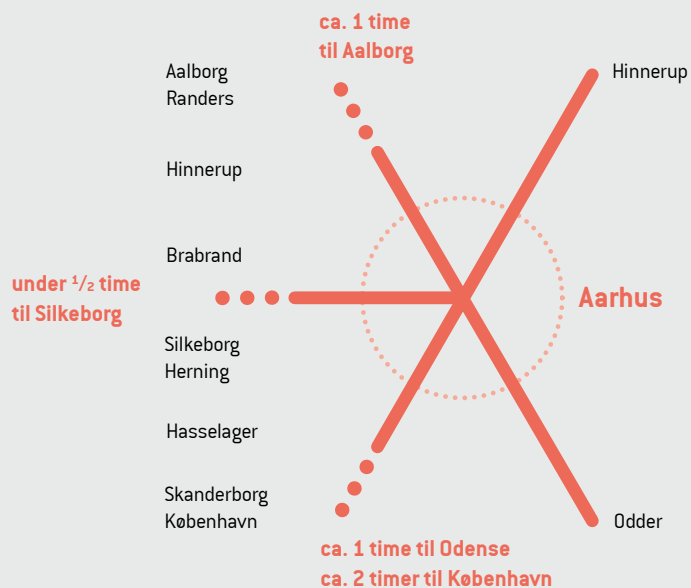 ca. 1 time
til Aalborg
Aalborg
Randers
Hinnerup
Hinnerup
Brabrand
under 1/2 time
til Silkeborg
Aarhus
Silkeborg
Herning
Hasselager
Skanderborg
København
Odder
ca. 1 time til Odense
ca. 2 timer til København